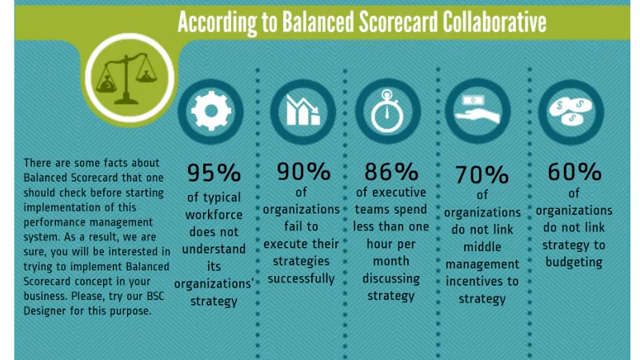 According to Balanced Scorecard Collaborative
There are some facts about
Balanced Scorecard that one
should check before starting
implementation of this
performance management
system. As a result, we are
sure, you will be interested in
trying to implement Balanced
Scorecard concept in your
business. Please, try our BSC
Designer for this purpose.
95%
of typical
workforce
does not
understand
its
organizations'
strategy
90%
of
organizations
fail to
execute their
strategies
successfully
86%
of executive
teams spend
less than one
hour per
month
discussing
strategy
70%
of
organizations
do not link
middle
management
incentives to
strategy
$ $
$
60%
of
organizations
do not link
strategy to
budgeting